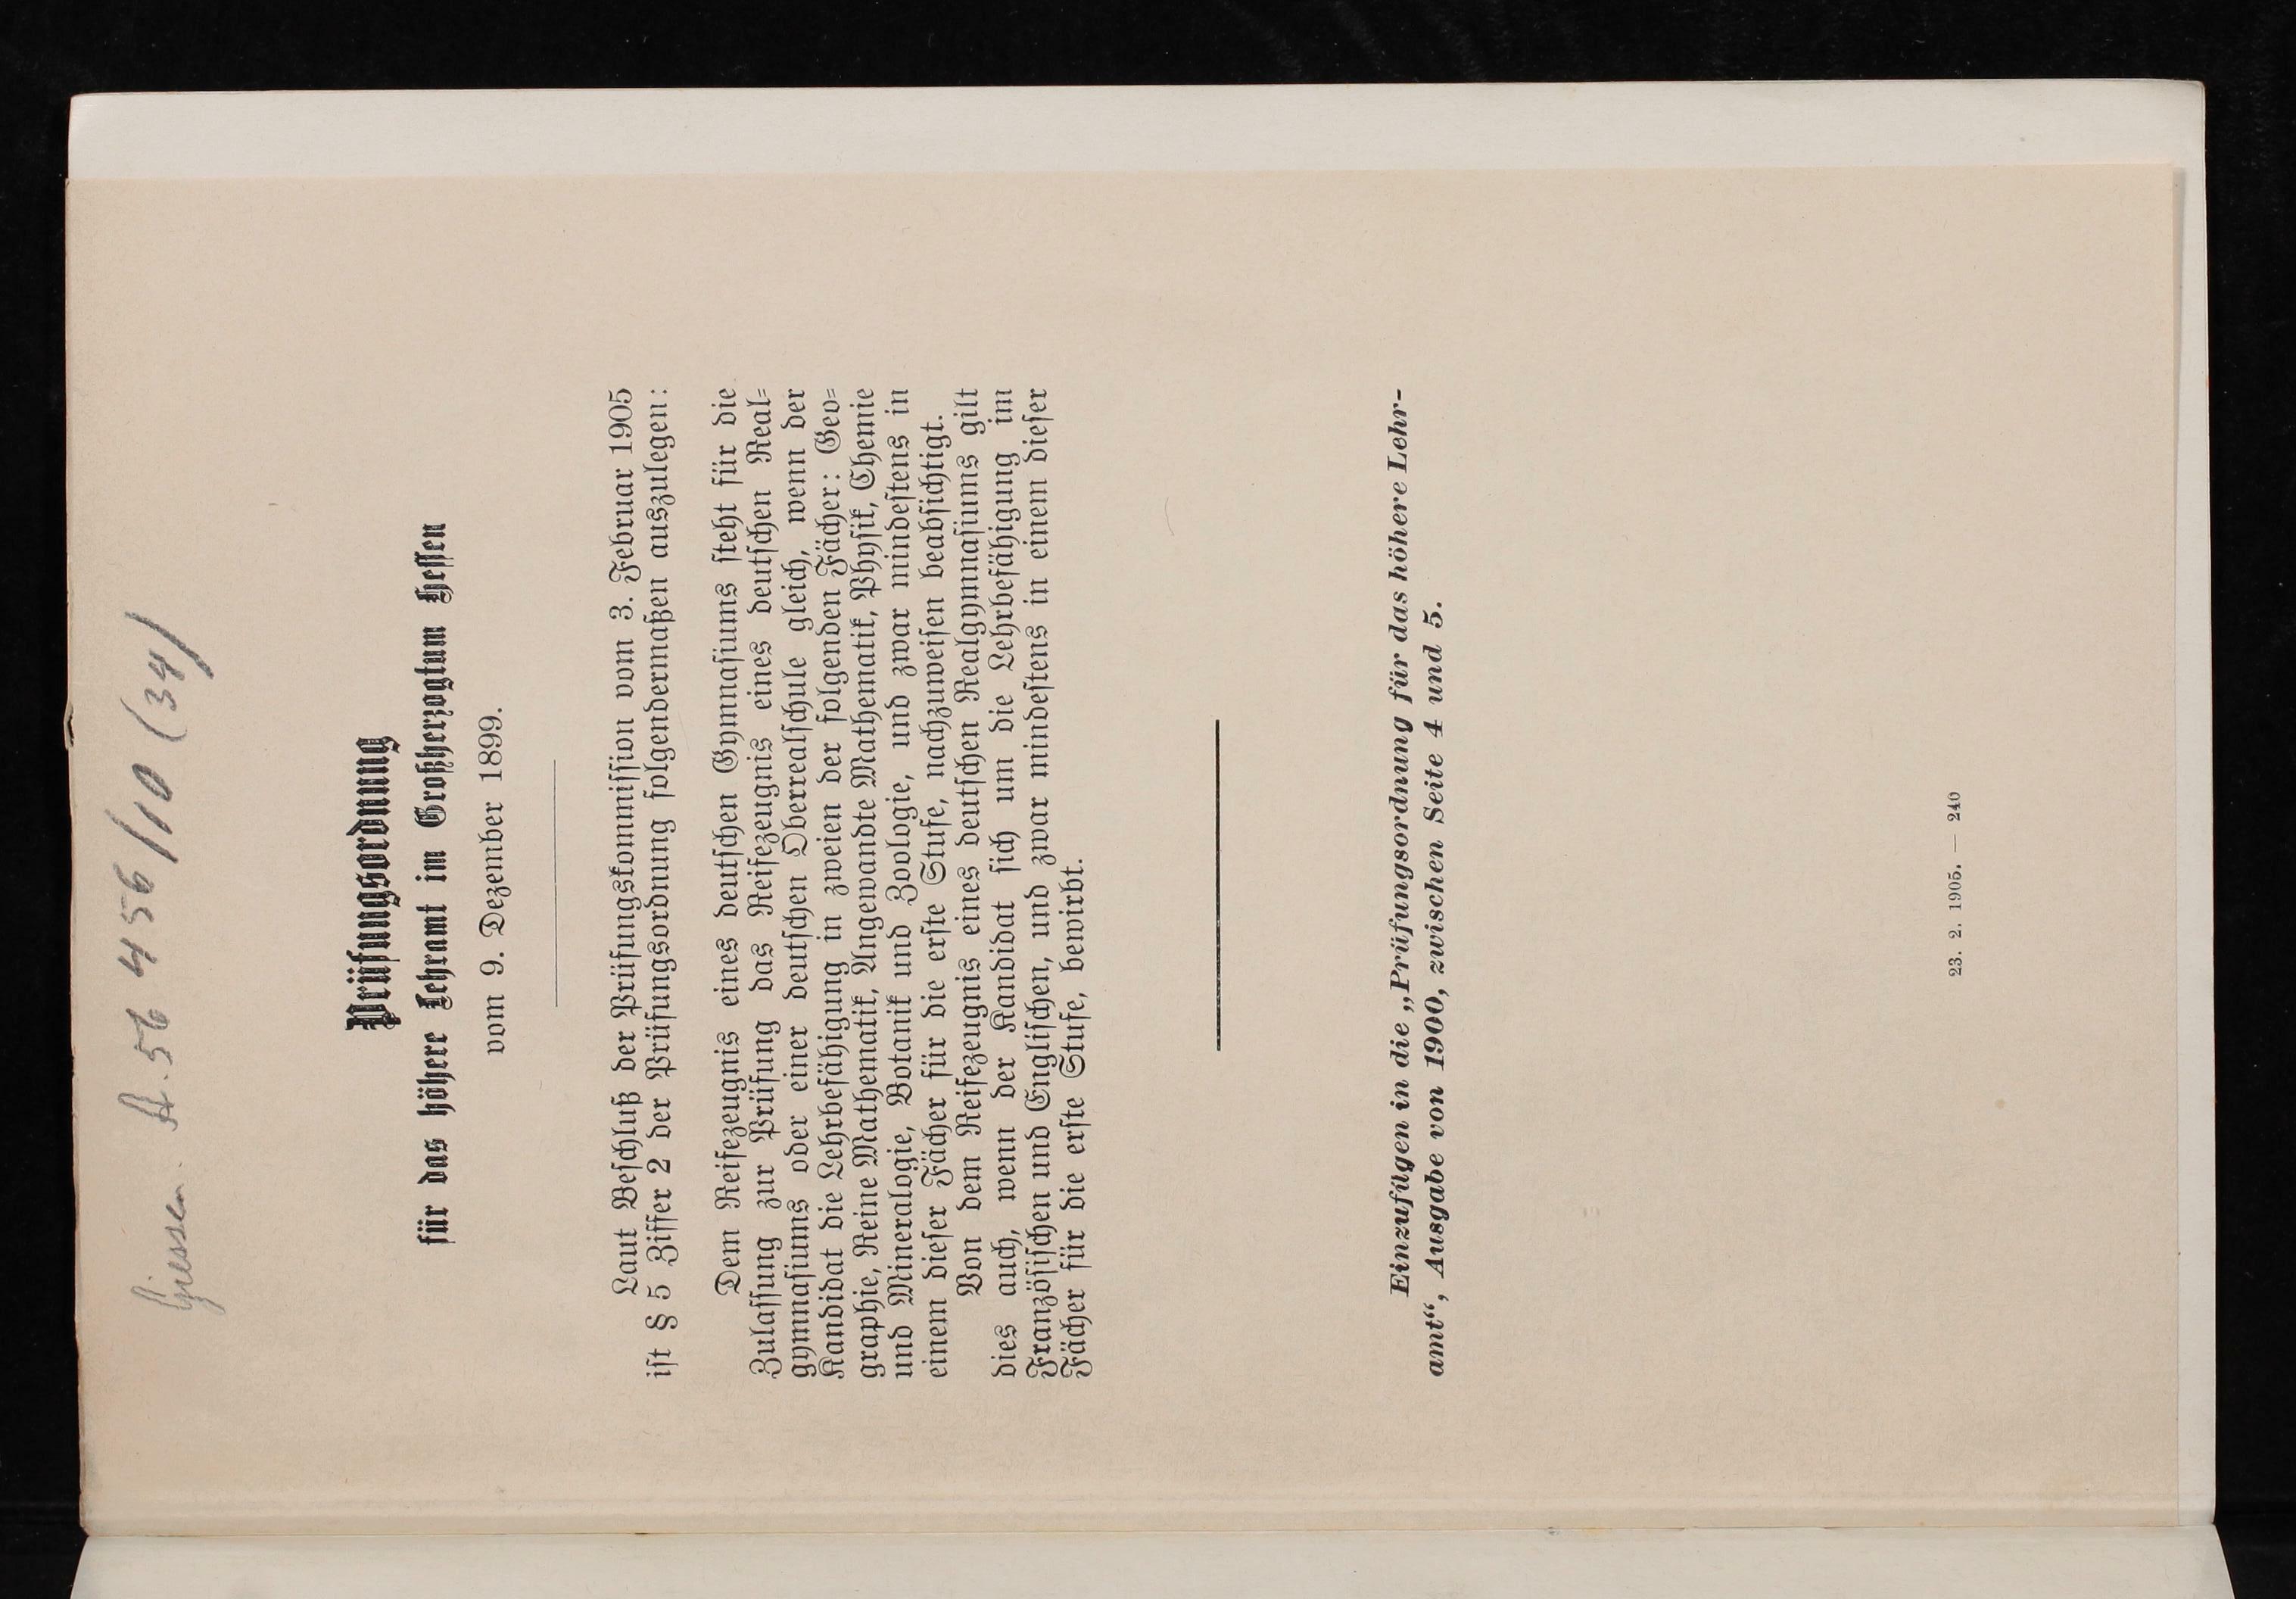 Giessen. A. 56 456/10 (34)
Prüfungsordnung
für das höhere Lehramt im Großherzogtum Hessen
vom 9. Dezember 1899.
Laut Beschluß der Prüfungskommission vom 3. Februar 1905
ist § 5 Ziffer 2 der Prüfungsordnung folgendermaßen auszulegen:
Dem Reifezeugnis eines deutschen Gymnasiums steht für die
Zulassung zur Prüfung das Reifezeugnis eines deutschen Real-
gymnasiums oder einer deutschen Oberrealschule gleich, wenn der
Kandidat die Lehrbefähigung in zweien der folgenden Fächer: Geo-
graphie, Reine Mathematik, Angewandte Mathematik, Physik, Chemie
und Mineralogie, Botanik und Zoologie, und zwar mindestens in
einem dieser Fächer für die erste Stufe, nachzuweisen beabsichtigt.
Von dem Reifezeugnis eines deutschen Realgymnasiums gilt
dies auch, wenn der Kandidat sich um die Lehrbefähigung im
Französischen und Englischen, und zwar mindestens in einem dieser
Fächer für die erste Stufe, bewirbt.
Einzufügen in die „Prüfungsordnung für das höhere Lehr-
amt“, Ausgabe von 1900, zwischen Seite 4 und 5.
23. 2. 1905. — 240